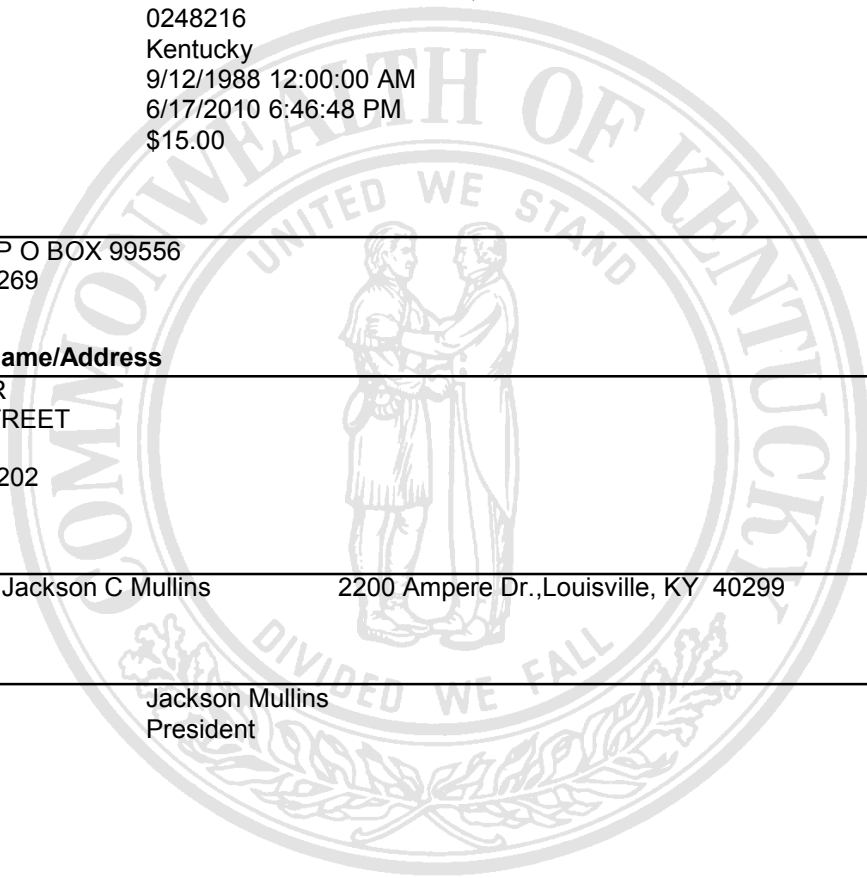 0248216
Kentucky
9/12/1988 12:00:00 AM
6/17/2010 6:46:48 PM
$15.00
COMMONWEALTH OF KENTUCKY
UNITED WE STAND
P O BOX 99556
269
ame/Address
R
TREET
202
Jackson C Mullins 2200 Ampere Dr.,Louisville, KY 40299
DIVIDED WE FALL
Jackson Mullins
President